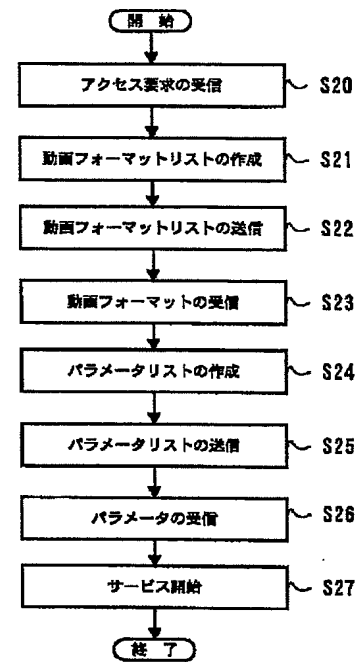 開 始
アクセス要求の受信 S20
動画フォーマットリストの作成 S21
動画フォーマットリストの送信 S22
動画フォーマットの受信 S23
パラメータリストの作成 S24
パラメータリストの送信 S25
パラメータの受信 S26
サービス開始 S27
終 了